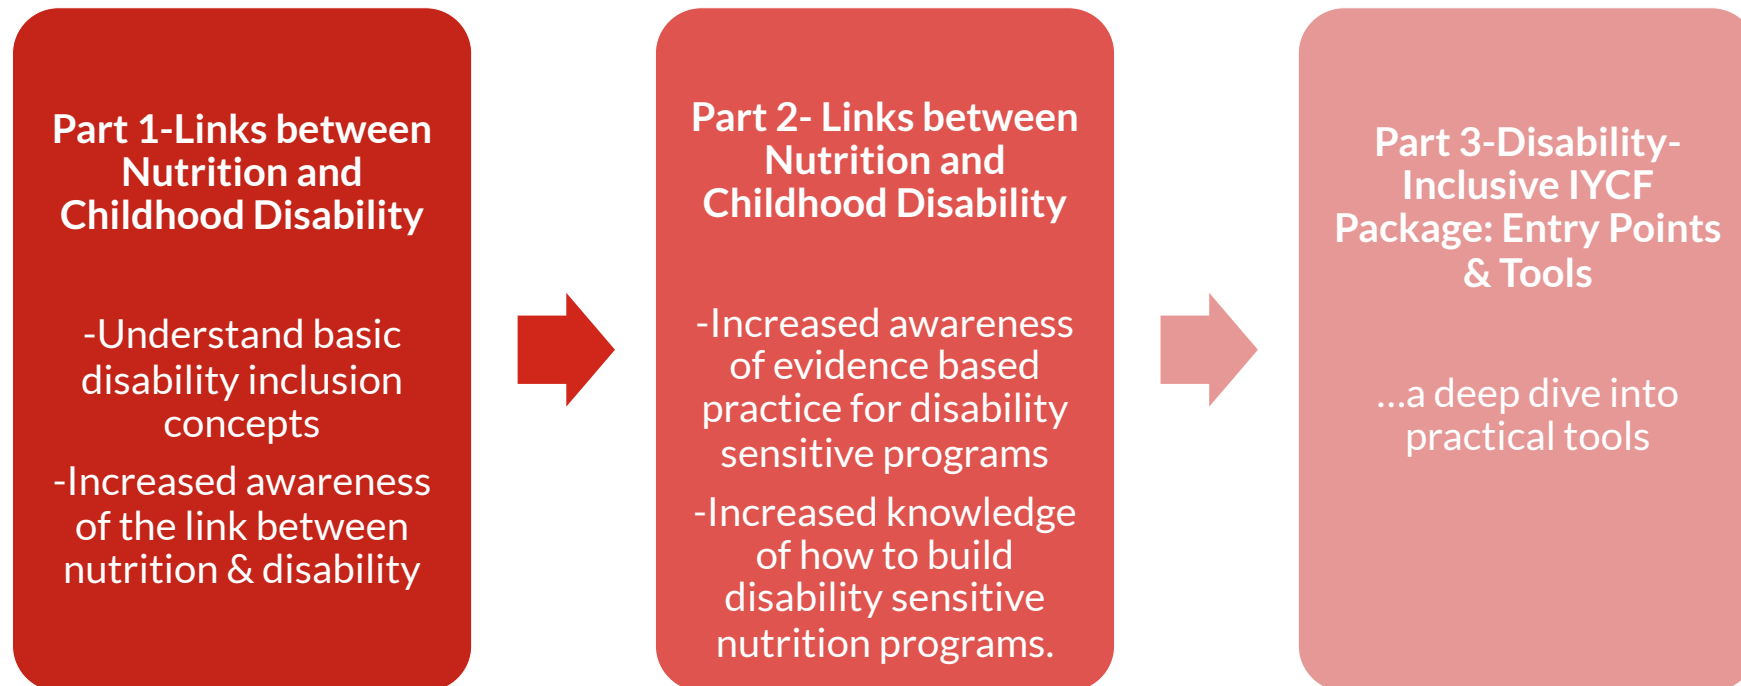 Part 1-Links between
Nutrition and
Childhood Disability
-Understand basic
disability inclusion
concepts
-Increased awareness
of the link between
nutrition & disability
Part 2- Links between
Nutrition and
Childhood Disability
-Increased awareness
of evidence based
practice for disability
sensitive programs
-Increased knowledge
of how to build
disability sensitive
nutrition programs.
Part 3-Disability-
Inclusive IYCF
Package: Entry Points
& Tools
...a deep dive into
practical tools